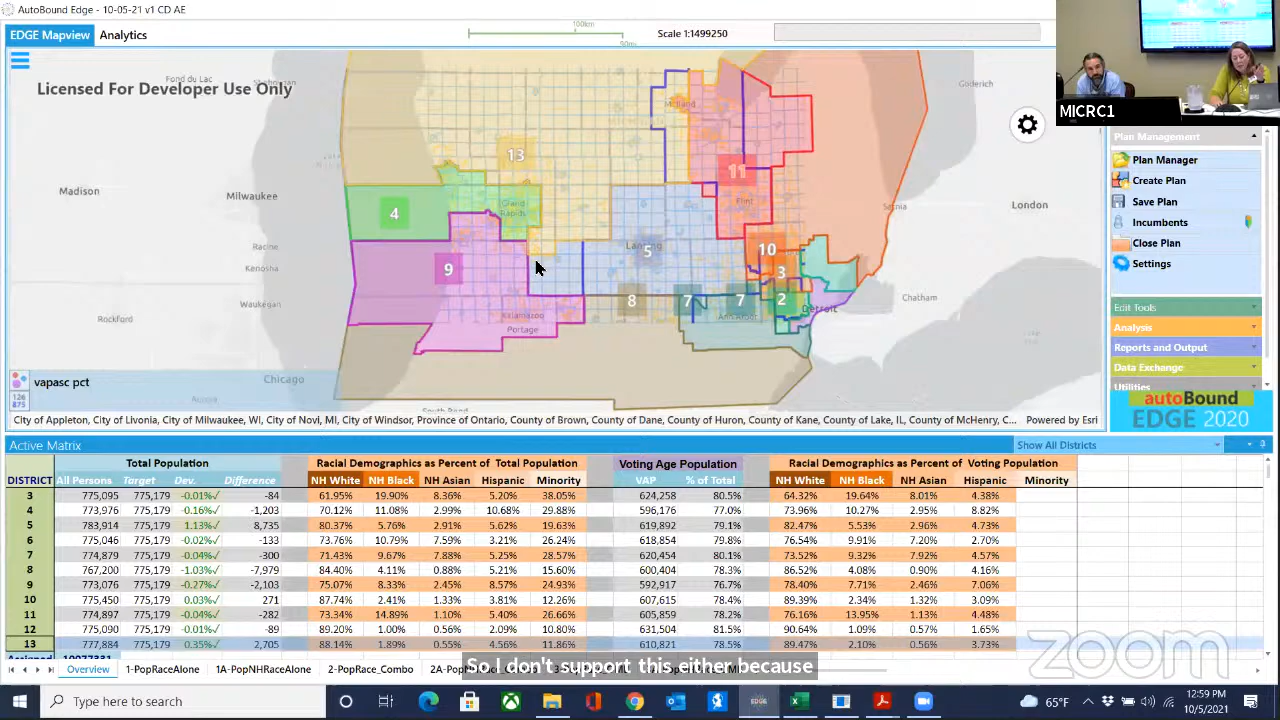 AutoBound Edge - 10-05-21 v1 CD AE
EDGE Mapview Analytics
100km
Scale 1:1499250
Licensed For Developer Use Only
MICRC1
Goderich
Madison
Milwaukee
Racine
Kenosha
Waukegan
Rockford
Chicago
South Bend
Midland
Grand Rapids
Flint
Lansing
Sarnia
London
Kalamazoo
Portage
Ann Arbor
Detroit
Chatham
13
11
4
5
10
9
3
8
7
7
2
vapasc pct
City of Appleton, City of Livonia, City of Milwaukee, WI, City of Novi, MI, City of Windsor, Province of Ontario, County of Brown, County of Dane, County of Huron, County of Kane, County of Lake, IL, County of McHenry, C... Powered by Esri
Plan Management
Plan Manager
Create Plan
Save Plan
Incumbents
Close Plan
Settings
Edit Tools
Analysis
Reports and Output
Data Exchange
Utilities
autoBound
EDGE 2020
Active Matrix
Show All Districts
Total Population Racial Demographics as Percent of Total Population Voting Age Population Racial Demographics as Percent of Voting Population
DISTRICT All Persons Target Dev. Difference NH White NH Black NH Asian Hispanic Minority VAP % of Total NH White NH Black NH Asian Hispanic Minority
3 775,095 775,179 -0.01%✓ -84 61.95% 19.90% 8.36% 5.20% 38.05% 624,258 80.5% 64.32% 19.64% 8.01% 4.38%
4 773,976 775,179 -0.16%✓ -1,203 70.12% 11.08% 2.99% 10.68% 29.88% 596,176 77.0% 73.96% 10.27% 2.95% 8.82%
5 783,914 775,179 1.13%✓ 8,735 80.37% 5.76% 2.91% 5.62% 19.63% 619,892 79.1% 82.47% 5.53% 2.96% 4.73%
6 775,046 775,179 -0.02%✓ -133 73.76% 10.79% 7.59% 3.21% 26.24% 618,854 79.8% 76.54% 9.91% 7.20% 2.70%
7 774,879 775,179 -0.04%✓ -300 71.43% 9.67% 7.88% 5.25% 28.57% 620,454 80.1% 73.52% 9.32% 7.92% 4.57%
8 767,200 775,179 -1.03%✓ -7,979 84.40% 4.11% 0.88% 5.21% 15.60% 600,404 78.3% 86.52% 4.08% 0.90% 4.16%
9 773,076 775,179 -0.27%✓ -2,103 75.07% 8.33% 2.45% 8.57% 24.93% 592,917 76.7% 78.40% 7.71% 2.46% 7.06%
10 775,450 775,179 0.03%✓ 271 87.74% 2.41% 1.33% 3.81% 12.26% 607,615 78.4% 89.39% 2.34% 1.32% 3.09%
11 774,897 775,179 -0.04%✓ -282 73.34% 14.89% 1.10% 5.40% 26.66% 605,859 78.2% 76.16% 13.95% 1.13% 4.48%
12 775,090 775,179 -0.01%✓ -89 89.20% 1.00% 0.56% 2.09% 10.80% 631,504 81.5% 90.64% 1.09% 0.57% 1.65%
13 777,884 775,179 0.35%✓ 2,705 88.14% 1.89% 0.55% 4.56% 11.86% 610,821 78.5% 89.47% 2.10% 0.56% 3.73%
Assigned 10077331
So I don't support this either because
Overview 1-PopRaceAlone 1A-PopNHRaceAlone 2-PopRace_Combo
zoom
Type here to search
65°F
12:59 PM
10/5/2021